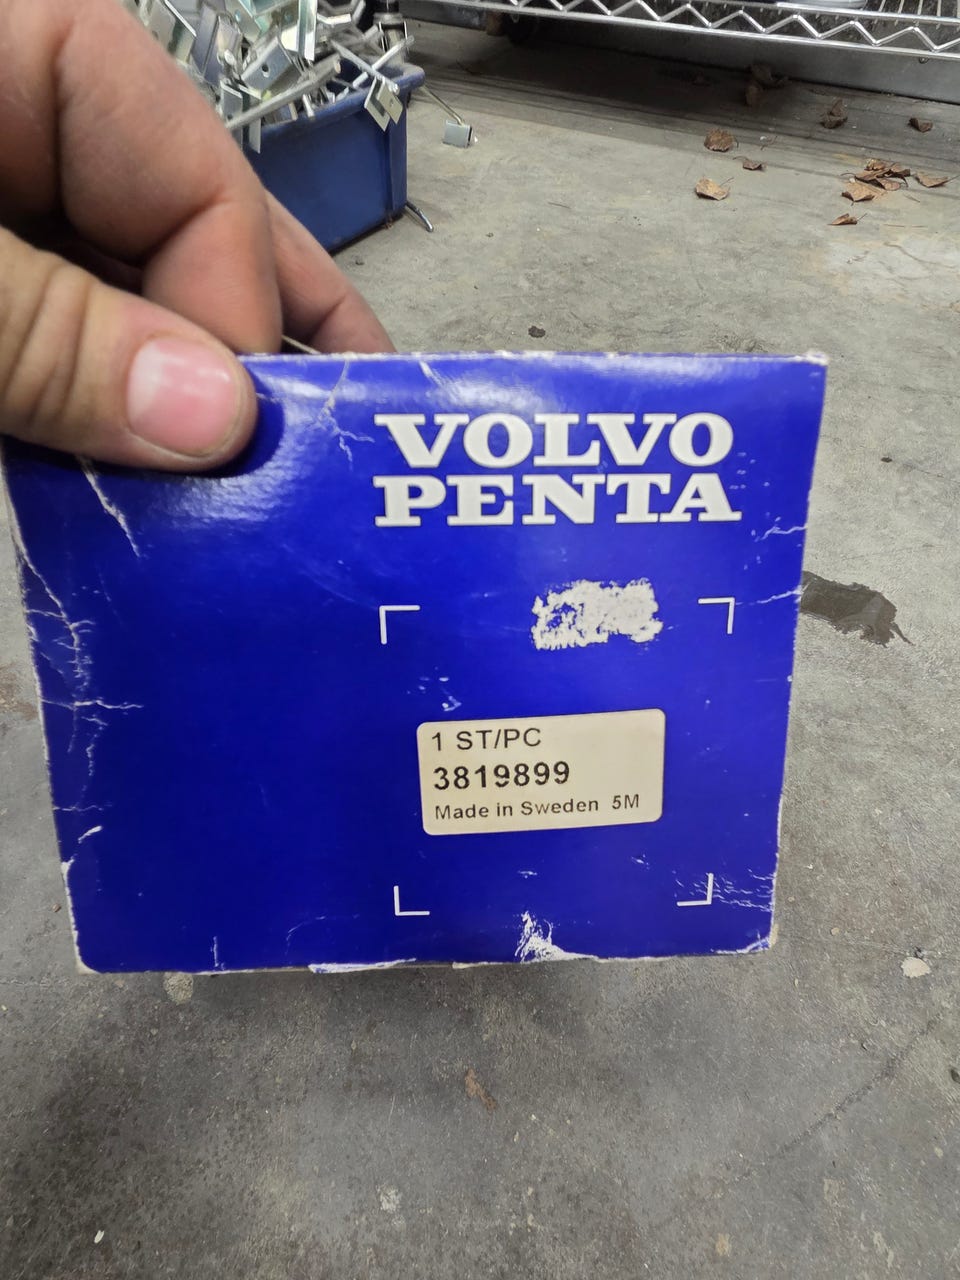 VOLVO
PENTA
1 ST/PC
3819899
Made in Sweden 5M